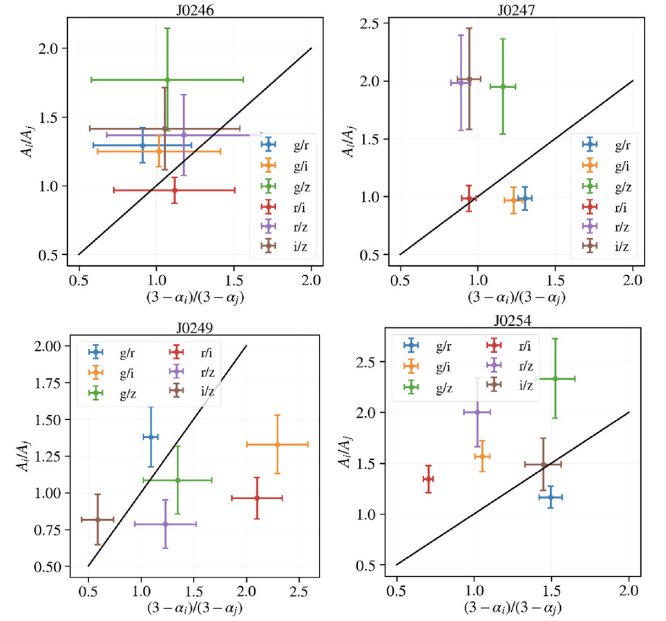 J0246
2.0
1.5
1.0
0.5
A_i/A_j
g/r
g/i
g/z
r/i
r/z
i/z
0.5 1.0 1.5 2.0
(3 − α_i)/(3 − α_j)
J0247
2.5
2.0
1.5
1.0
0.5
A_i/A_j
g/r
g/i
g/z
r/i
r/z
i/z
0.5 1.0 1.5 2.0
(3 − α_i)/(3 − α_j)
J0249
2.00
1.75
1.50
1.25
1.00
0.75
0.50
A_i/A_j
g/r r/i
g/i r/z
g/z i/z
0.5 1.0 1.5 2.0 2.5
(3 − α_i)/(3 − α_j)
J0254
2.5
2.0
1.5
1.0
0.5
A_i/A_j
g/r r/i
g/i r/z
g/z i/z
0.5 1.0 1.5 2.0
(3 − α_i)/(3 − α_j)